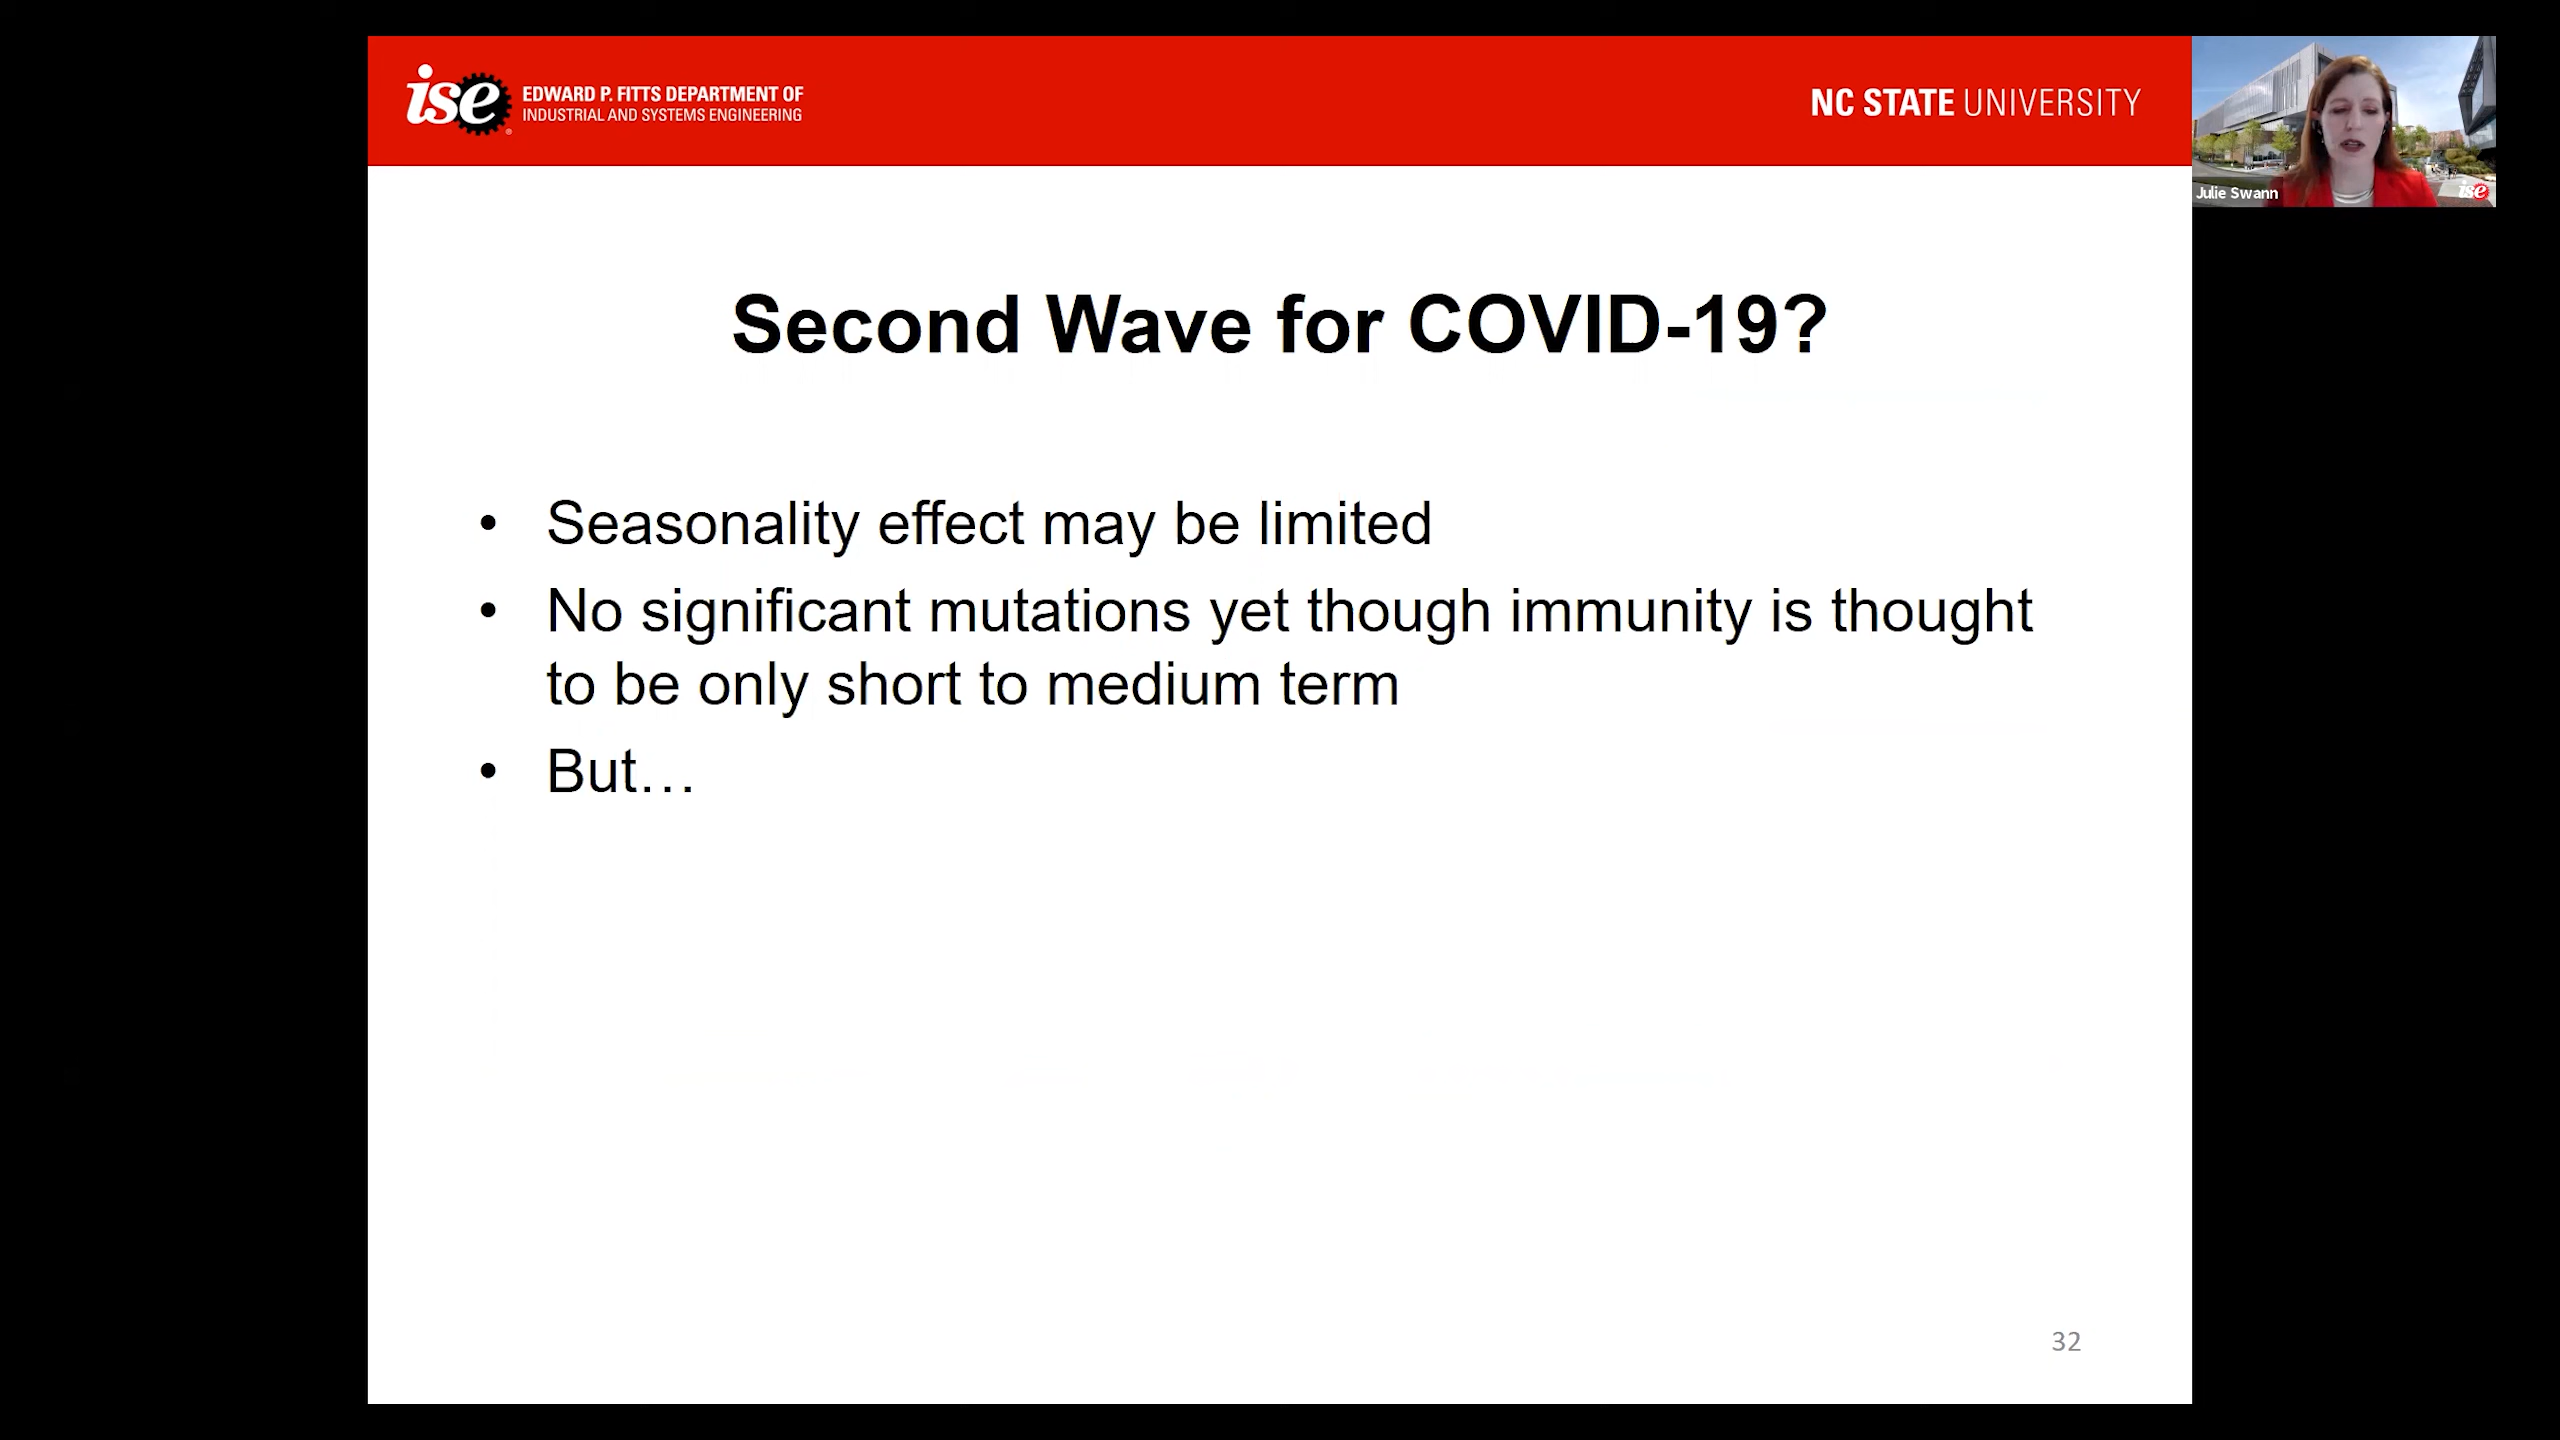 ise EDWARD P. FITTS DEPARTMENT OF
INDUSTRIAL AND SYSTEMS ENGINEERING
NC STATE UNIVERSITY
Julie Swann
ise
Second Wave for COVID-19?
• Seasonality effect may be limited
• No significant mutations yet though immunity is thought
to be only short to medium term
• But…
32